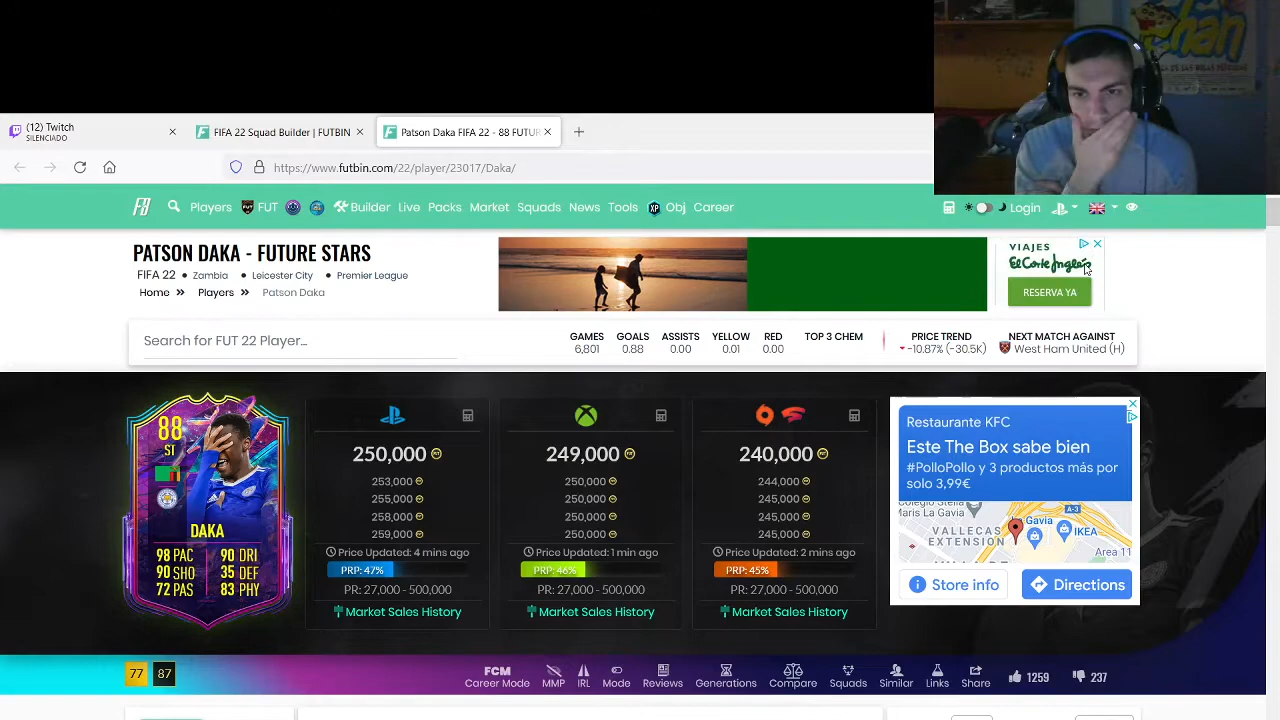 (12) Twitch
SILENCIADO
FIFA 22 Squad Builder | FUTBIN
Patson Daka FIFA 22 - 88 FUTUR
https://www.futbin.com/22/player/23017/Daka/
Players FUT Builder Live Packs Market Squads News Tools XP Obj Career Login
PATSON DAKA - FUTURE STARS
FIFA 22 • Zambia • Leicester City • Premier League
Home » Players » Patson Daka
VIAJES
El Corte Inglés
RESERVA YA
Search for FUT 22 Player...
GAMES GOALS ASSISTS YELLOW RED TOP 3 CHEM PRICE TREND NEXT MATCH AGAINST
6,801 0.88 0.00 0.01 0.00 -10.87% (-30.5K) West Ham United (H)
88
ST
DAKA
98 PAC 90 DRI
90 SHO 35 DEF
72 PAS 83 PHY
250,000
253,000
255,000
258,000
259,000
Price Updated: 4 mins ago
PRP: 47%
PR: 27,000 - 500,000
Market Sales History
249,000
250,000
250,000
250,000
250,000
Price Updated: 1 min ago
PRP: 46%
PR: 27,000 - 500,000
Market Sales History
240,000
244,000
245,000
245,000
245,000
Price Updated: 2 mins ago
PRP: 45%
PR: 27,000 - 500,000
Market Sales History
Restaurante KFC
Este The Box sabe bien
#PolloPollo y 3 productos más por
solo 3,99€
Maris La Gavia
A-3
Gavia
VALLECAS
EXTENSION
IKEA
Area 11
Store info
Directions
77 87
FCM
Career Mode MMP IRL Mode Reviews Generations Compare Squads Similar Links Share 1259 237